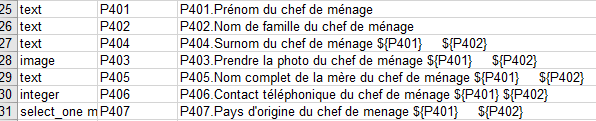 25 text P401 P401.Prénom du chef de ménage
26 text P402 P402.Nom de famille du chef de ménage
27 text P404 P404.Surnom du chef de ménage ${P401} ${P402}
28 image P403 P403.Prendre la photo du chef de menage ${P401} ${P402}
29 text P405 P405.Nom complet de la mère du chef de ménage ${P401} ${P402}
30 integer P406 P406.Contact téléphonique du chef de ménage ${P401} ${P402}
31 select_one m P407 P407.Pays d'origine du chef de menage ${P401} ${P402}